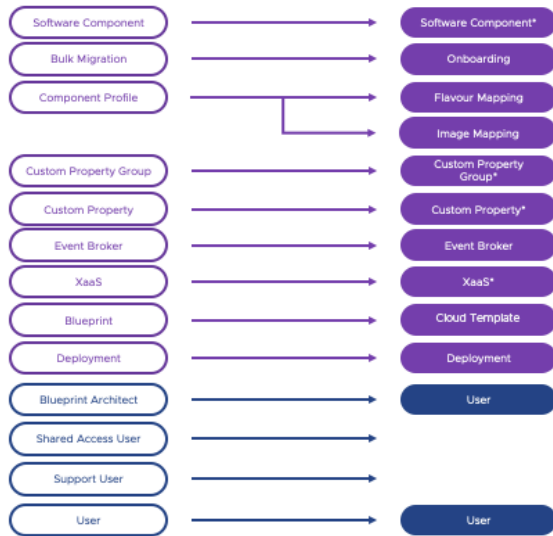 Software Component
Software Component*
Bulk Migration
Onboarding
Component Profile
Flavour Mapping
Image Mapping
Custom Property Group
Custom Property
Group*
Custom Property
Custom Property*
Event Broker
Event Broker
XaaS
XaaS*
Blueprint
Cloud Template
Deployment
Deployment
Blueprint Architect
User
Shared Access User
Support User
User
User